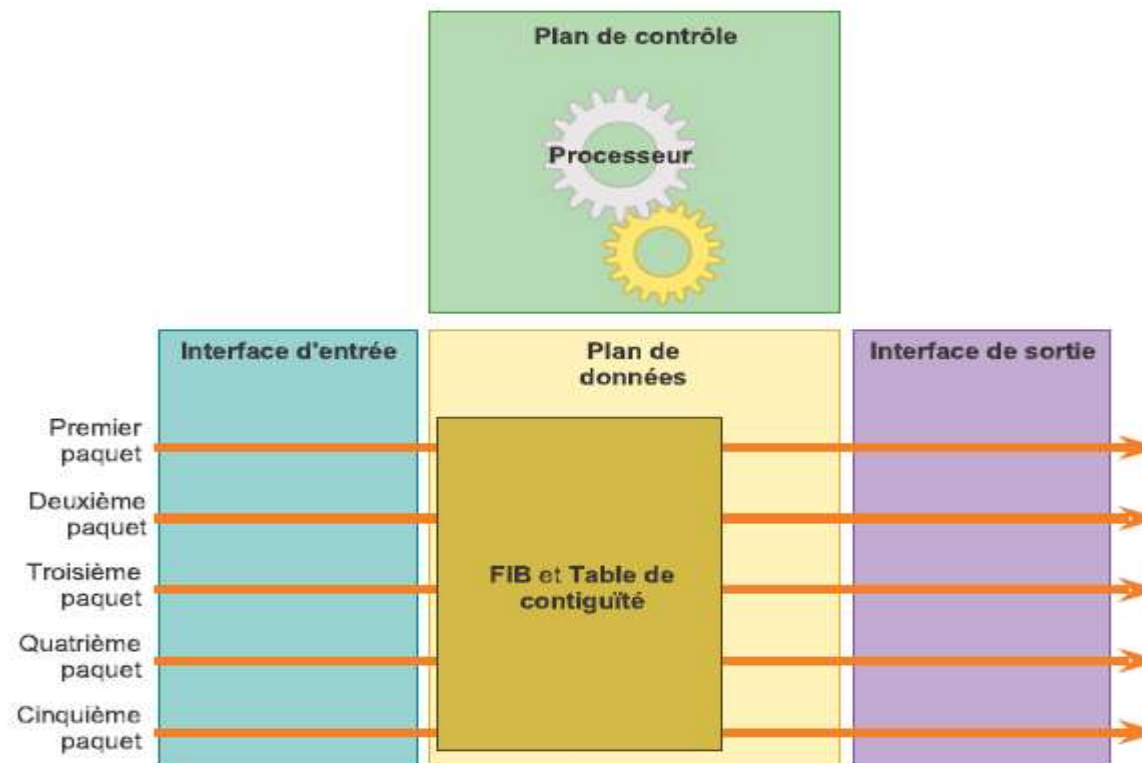 Plan de contrôle
Processeur
Interface d'entrée
Plan de
données
Interface de sortie
Premier
paquet
Deuxième
paquet
Troisième
paquet
Quatrième
paquet
Cinquième
paquet
FIB et Table de
contiguïté